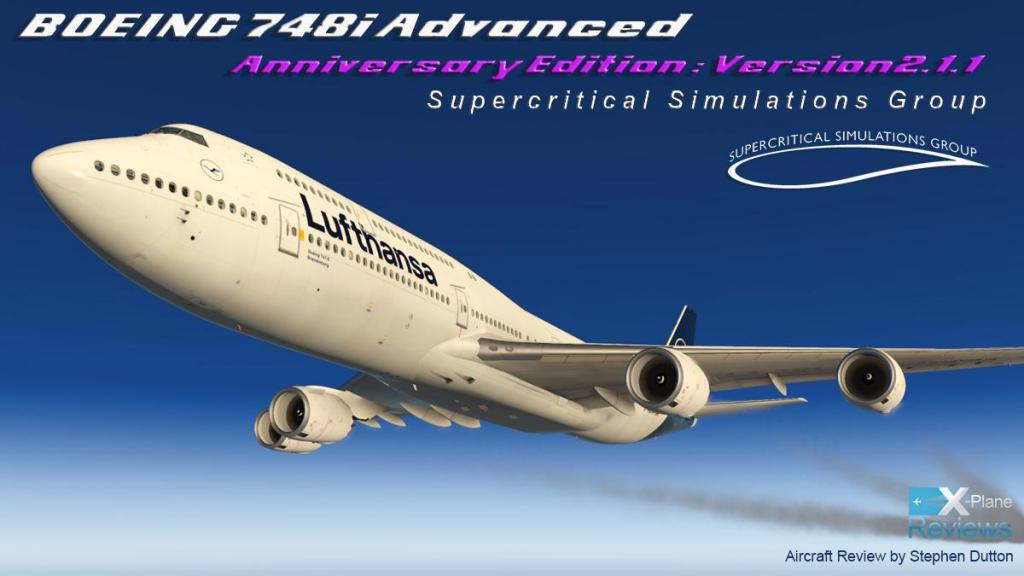 BOEING 748i Advanced
Anniversary Edition : Version2.1.1
Supercritical Simulations Group
SUPERCRITICAL SIMULATIONS GROUP
Lufthansa
X-Plane
Reviews
Aircraft Review by Stephen Dutton